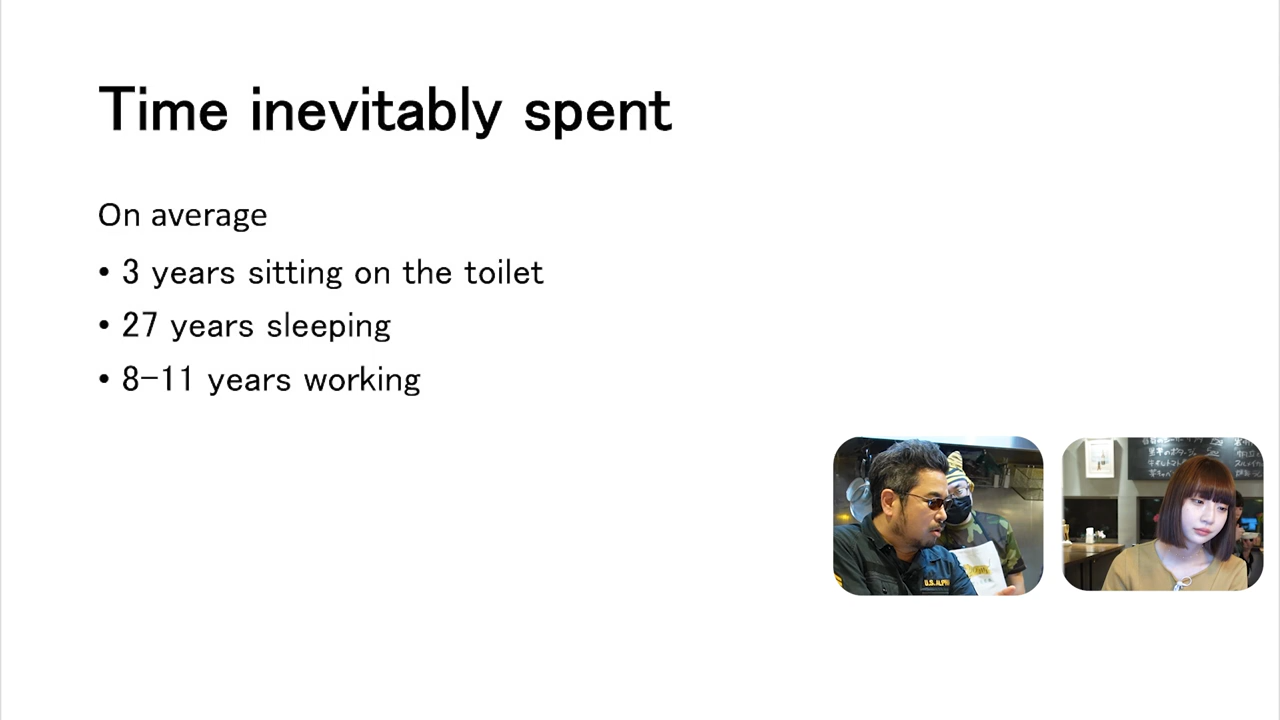 Time inevitably spent
On average
• 3 years sitting on the toilet
• 27 years sleeping
• 8-11 years working